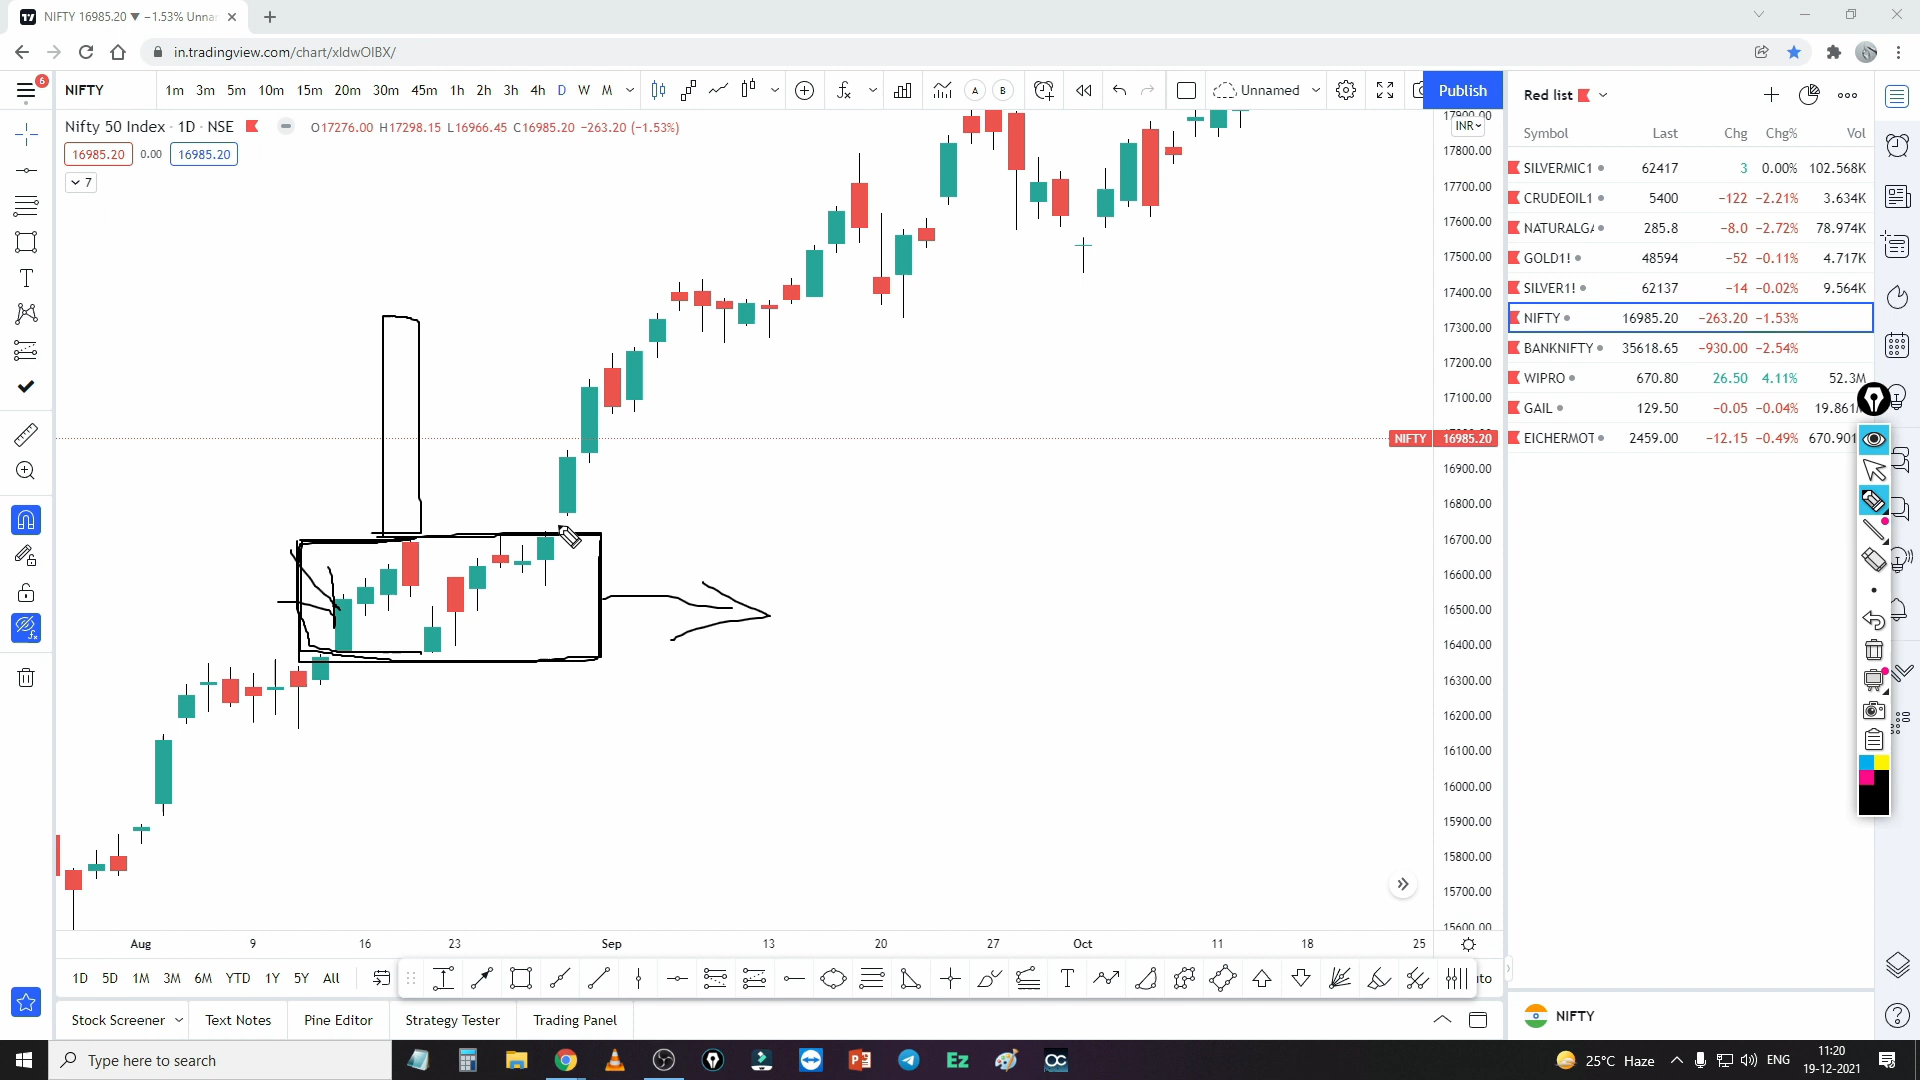 NIFTY 16985.20 ▼ −1.53% Unna
in.tradingview.com/chart/xldwOIBX/
6
NIFTY
1m 3m 5m 10m 15m 20m 30m 45m 1h 2h 3h 4h D W M
A B
Unnamed
Publish
Nifty 50 Index · 1D · NSE
O17276.00 H17298.15 L16966.45 C16985.20 −263.20 (−1.53%)
16985.20 0.00 16985.20
7
INR
17800.00
17700.00
17600.00
17500.00
17400.00
17300.00
17200.00
17100.00
NIFTY 16985.20
16900.00
16800.00
16700.00
16600.00
16500.00
16400.00
16300.00
16200.00
16100.00
16000.00
15900.00
15800.00
15700.00
15600.00
Aug 9 16 23 Sep 13 20 27 Oct 11 18 25
1D 5D 1M 3M 6M YTD 1Y 5Y All
Stock Screener Text Notes Pine Editor Strategy Tester Trading Panel
Red list
Symbol Last Chg Chg% Vol
SILVERMIC1 62417 3 0.00% 102.568K
CRUDEOIL1 5400 −122 −2.21% 3.634K
NATURALGA 285.8 −8.0 −2.72% 78.974K
GOLD1! 48594 −52 −0.11% 4.717K
SILVER1! 62137 −14 −0.02% 9.564K
NIFTY 16985.20 −263.20 −1.53%
BANKNIFTY 35618.65 −930.00 −2.54%
WIPRO 670.80 26.50 4.11% 52.3M
GAIL 129.50 −0.05 −0.04% 19.861
EICHERMOT 2459.00 −12.15 −0.49% 670.901
NIFTY
Type here to search
25°C Haze
ENG
11:20
19-12-2021